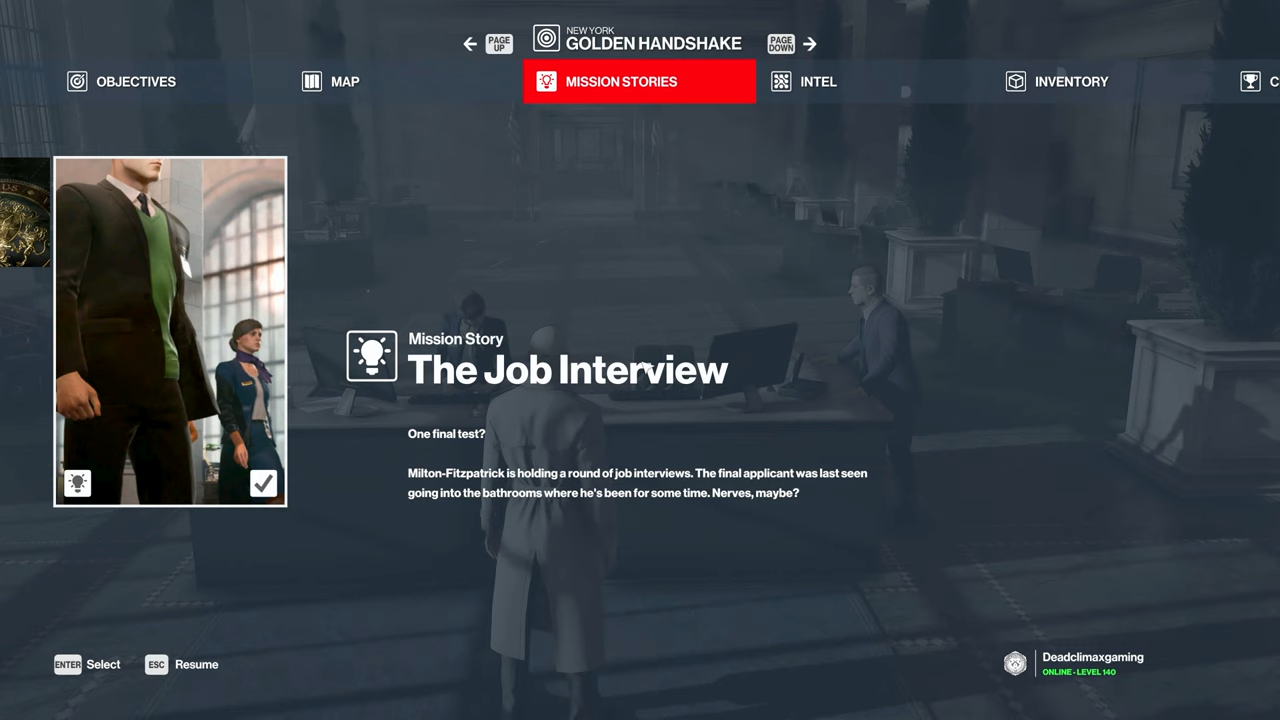 NEW YORK
PAGE UP GOLDEN HANDSHAKE PAGE DOWN
OBJECTIVES MAP MISSION STORIES INTEL INVENTORY C
Mission Story
The Job Interview
One final test?
Milton-Fitzpatrick is holding a round of job interviews. The final applicant was last seen
going into the bathrooms where he's been for some time. Nerves, maybe?
ENTER Select ESC Resume
Deadclimaxgaming
ONLINE - LEVEL 140